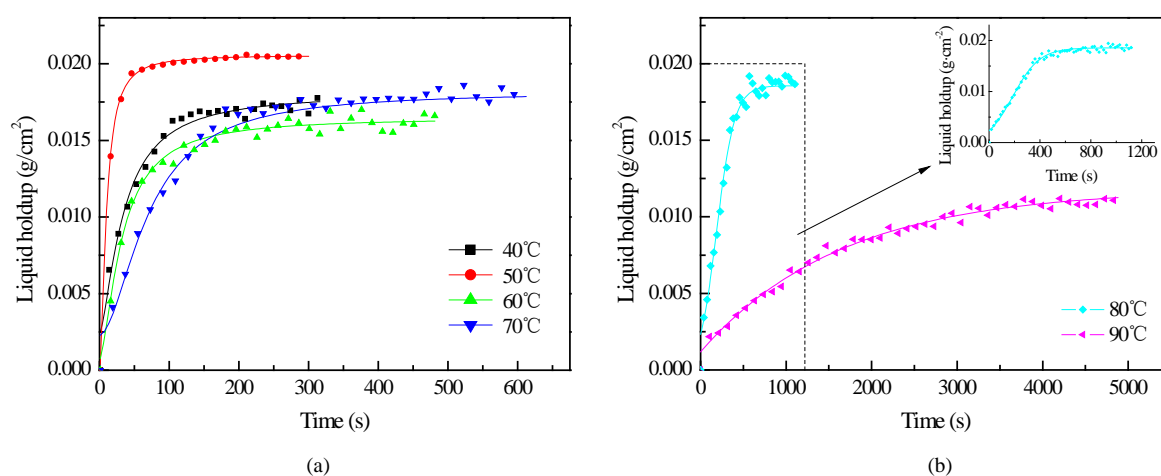 0.020
0.015
0.010
0.005
0.000
Liquid holdup (g/cm²)
0 100 200 300 400 500 600
Time (s)
40℃
50℃
60℃
70℃
(a)
0.020
0.015
0.010
0.005
0.000
Liquid holdup (g/cm²)
0 1000 2000 3000 4000 5000
Time (s)
80℃
90℃
0.03
0.02
0.01
0.00
Liquid holdup (g·cm⁻²)
0 400 800 1200
Time (s)
(b)